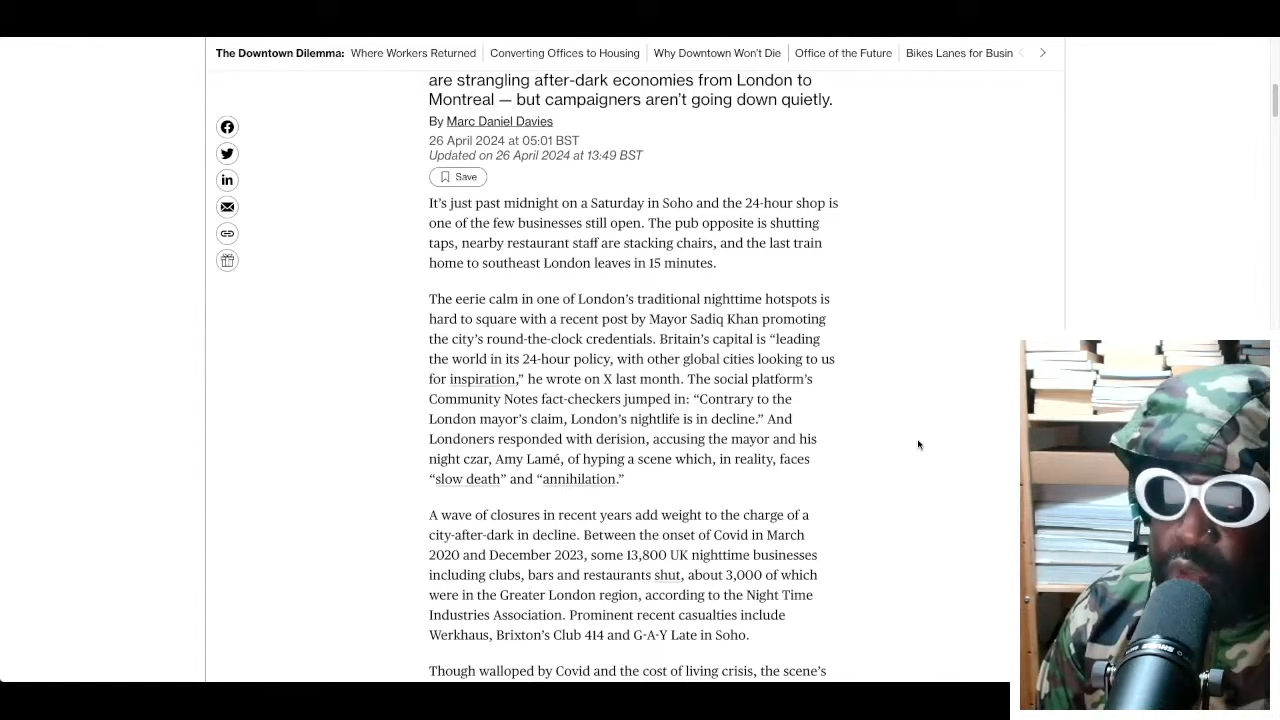 The Downtown Dilemma: Where Workers Returned Converting Offices to Housing Why Downtown Won't Die Office of the Future Bikes Lanes for Busin
are strangling after-dark economies from London to
Montreal — but campaigners aren't going down quietly.
By Marc Daniel Davies
26 April 2024 at 05:01 BST
Updated on 26 April 2024 at 13:49 BST
Save
It's just past midnight on a Saturday in Soho and the 24-hour shop is
one of the few businesses still open. The pub opposite is shutting
taps, nearby restaurant staff are stacking chairs, and the last train
home to southeast London leaves in 15 minutes.
The eerie calm in one of London's traditional nighttime hotspots is
hard to square with a recent post by Mayor Sadiq Khan promoting
the city's round-the-clock credentials. Britain's capital is “leading
the world in its 24-hour policy, with other global cities looking to us
for inspiration,” he wrote on X last month. The social platform's
Community Notes fact-checkers jumped in: “Contrary to the
London mayor's claim, London's nightlife is in decline.” And
Londoners responded with derision, accusing the mayor and his
night czar, Amy Lamé, of hyping a scene which, in reality, faces
“slow death” and “annihilation.”
A wave of closures in recent years add weight to the charge of a
city-after-dark in decline. Between the onset of Covid in March
2020 and December 2023, some 13,800 UK nighttime businesses
including clubs, bars and restaurants shut, about 3,000 of which
were in the Greater London region, according to the Night Time
Industries Association. Prominent recent casualties include
Werkhaus, Brixton's Club 414 and G-A-Y Late in Soho.
Though walloped by Covid and the cost of living crisis, the scene's